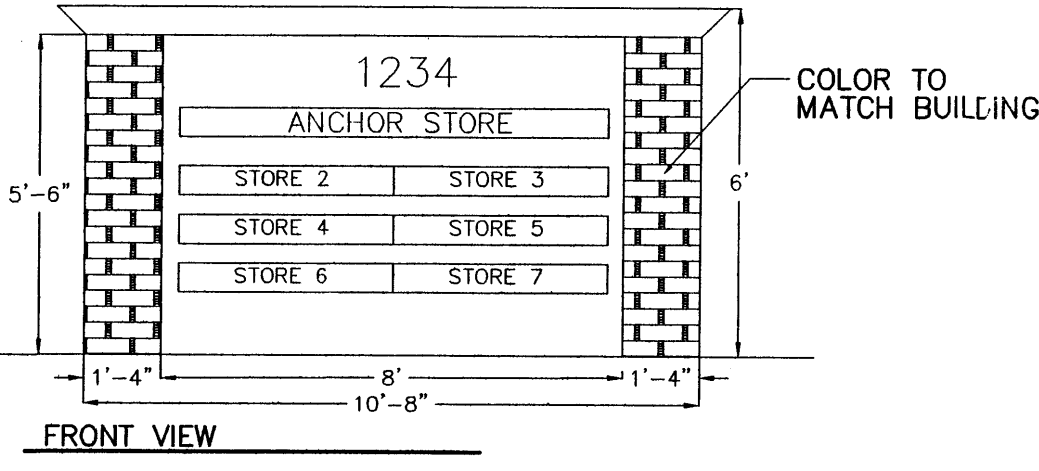 1234
COLOR TO
MATCH BUILDING
ANCHOR STORE
STORE 2 STORE 3
5'-6" 6'
STORE 4 STORE 5
STORE 6 STORE 7
1'-4" 8' 1'-4"
10'-8"
FRONT VIEW